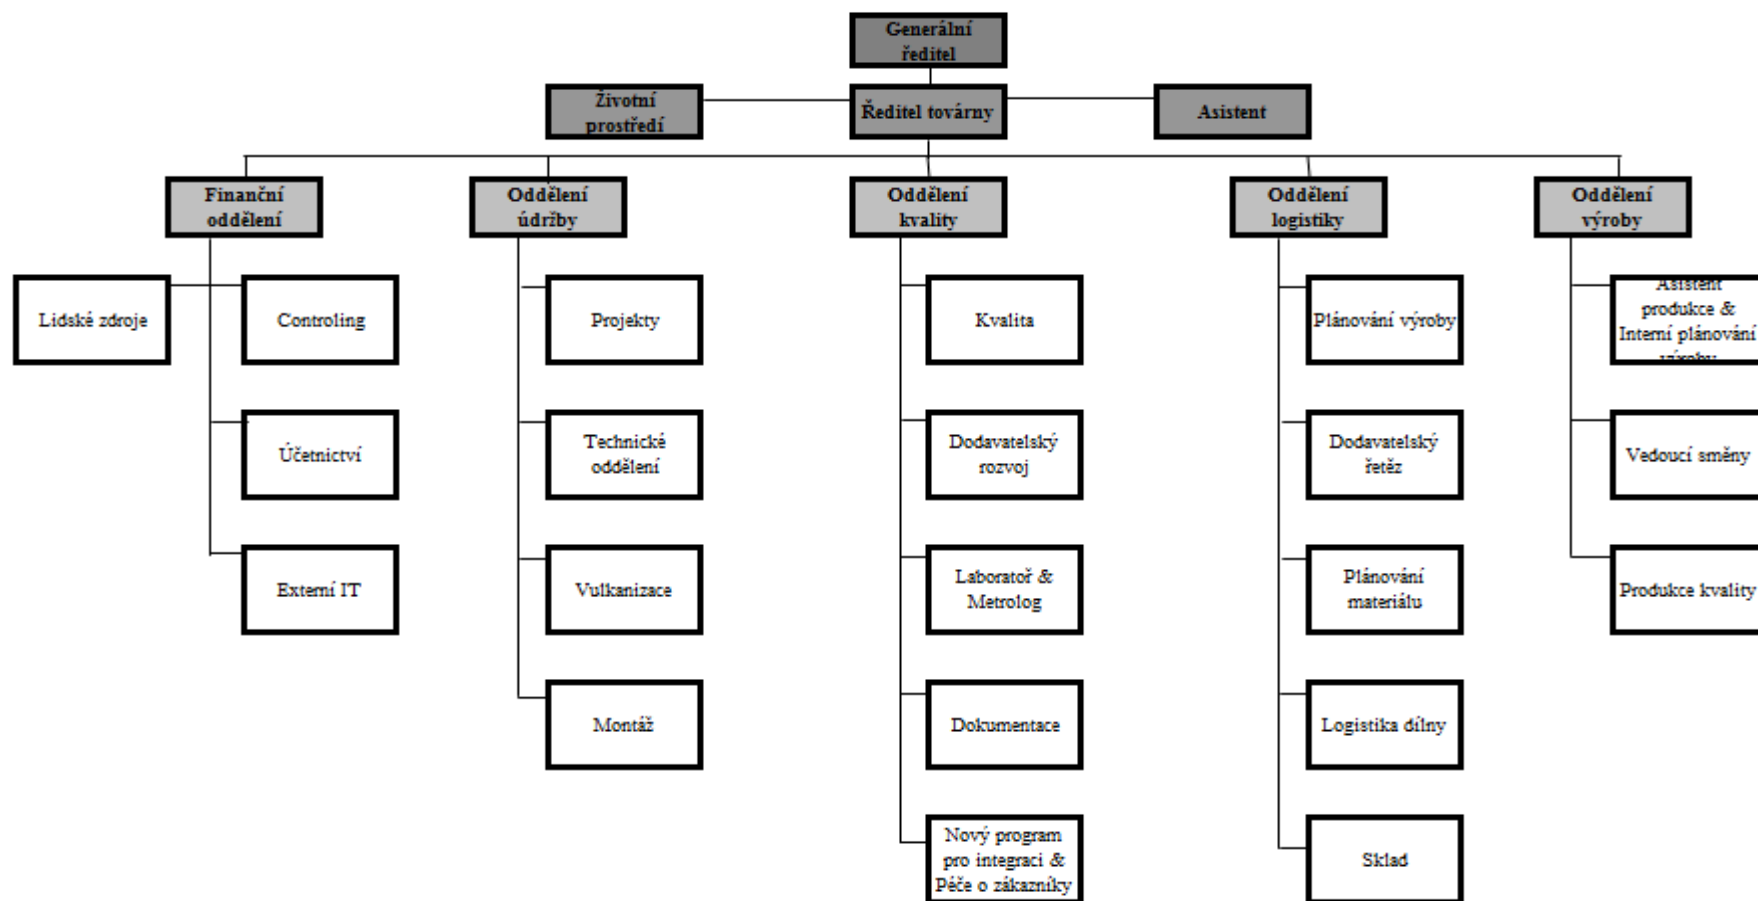 Generální
ředitel
Životní
prostředí
Ředitel továrny
Asistent
Finanční
oddělení
Oddělení
údržby
Oddělení
kvality
Oddělení
logistiky
Oddělení
výroby
Lidské zdroje
Controling
Projekty
Kvalita
Plánování výroby
Asistent
produkce &
Interní plánování
výroby
Účetnictví
Technické
oddělení
Dodavatelský
rozvoj
Dodavatelský
řetěz
Vedoucí směny
Externí IT
Vulkanizace
Laboratoř &
Metrolog
Plánování
materiálu
Produkce kvality
Montáž
Dokumentace
Logistika dílny
Nový program
pro integraci &
Péče o zákazníky
Sklad